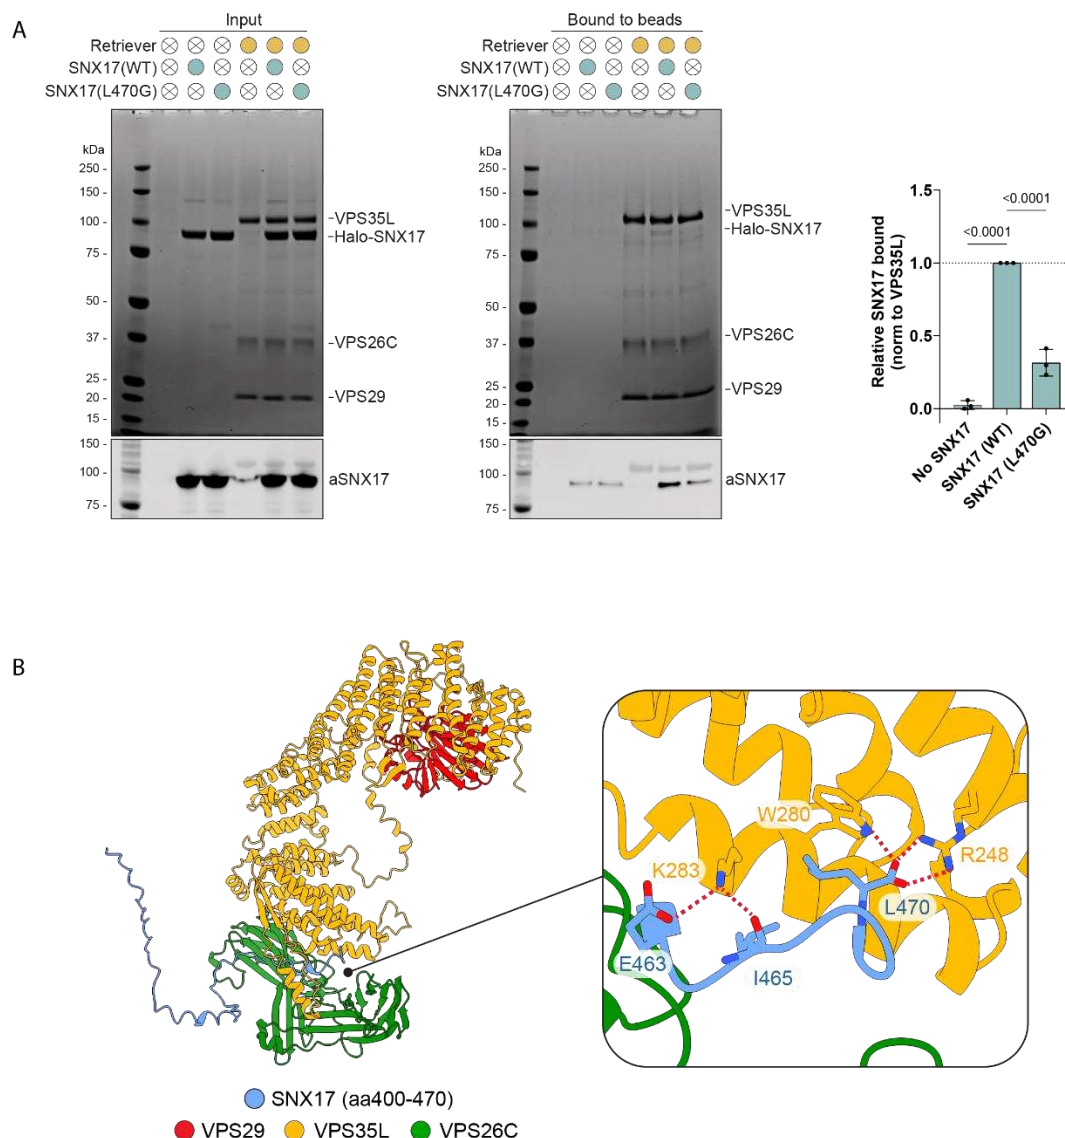 A
Input
Retriever
SNX17(WT)
SNX17(L470G)
kDa
250 -
150 -
100 -
75 -
50 -
37 -
25 -
20 -
15 -
-VPS35L
-Halo-SNX17
-VPS26C
-VPS29
150 -
100 -
75 -
aSNX17
Bound to beads
Retriever
SNX17(WT)
SNX17(L470G)
kDa
250 -
150 -
100 -
75 -
50 -
37 -
25 -
20 -
15 -
-VPS35L
-Halo-SNX17
-VPS26C
-VPS29
150 -
100 -
75 -
aSNX17
Relative SNX17 bound
(norm to VPS35L)
1.5
1.0
0.5
0.0
<0.0001
<0.0001
No SNX17
SNX17 (WT)
SNX17 (L470G)
B
W280
K283
R248
L470
E463
I465
SNX17 (aa400-470)
VPS29 VPS35L VPS26C